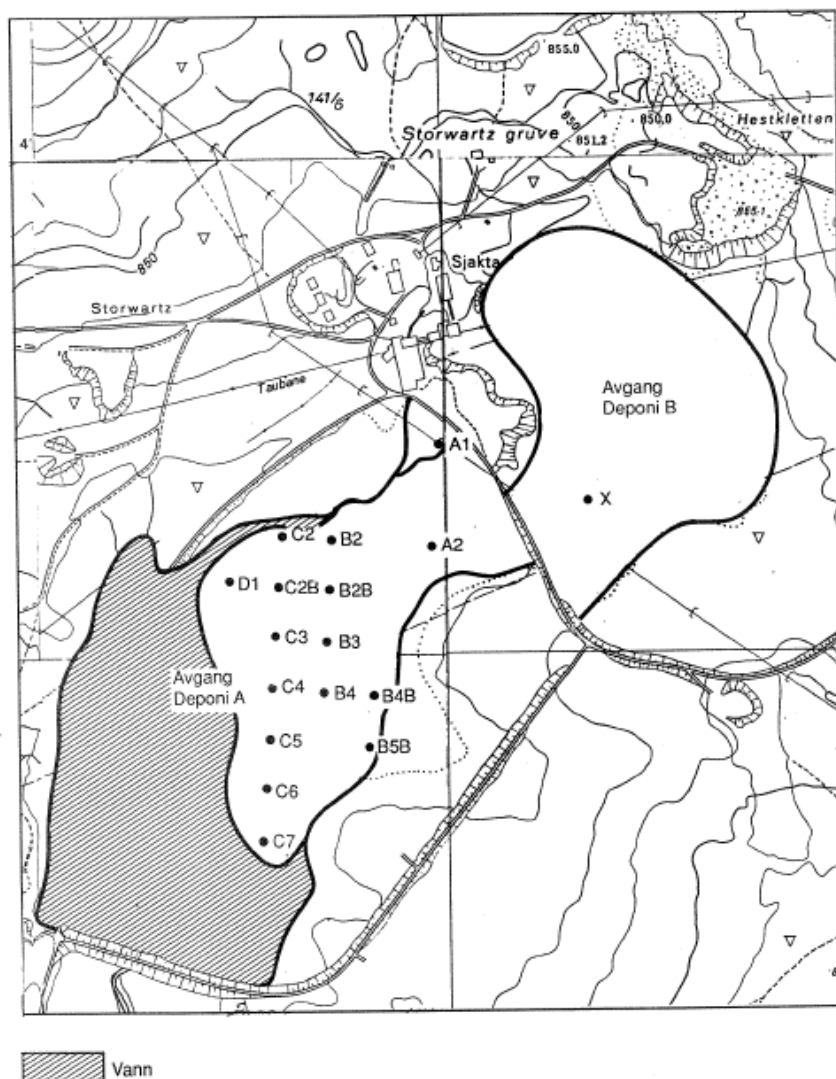 855.0
141/6
4
Storwartz gruve
850
851.2
850.0
Hestkletten
850
Sjakta
Storwartz
Taubane
Avgang
Deponi B
A1
X
C2
B2
A2
D1
C2B
B2B
C3
B3
Avgang
Deponi A
C4
B4
B4B
C5
B5B
C6
C7
Vann